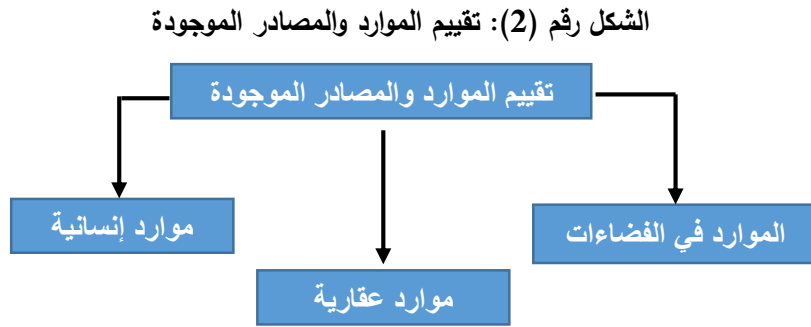 الشكل رقم (2): تقييم الموارد والمصادر الموجودة
تقييم الموارد والمصادر الموجودة
الموارد في الفضاءات
موارد إنسانية
موارد عقارية